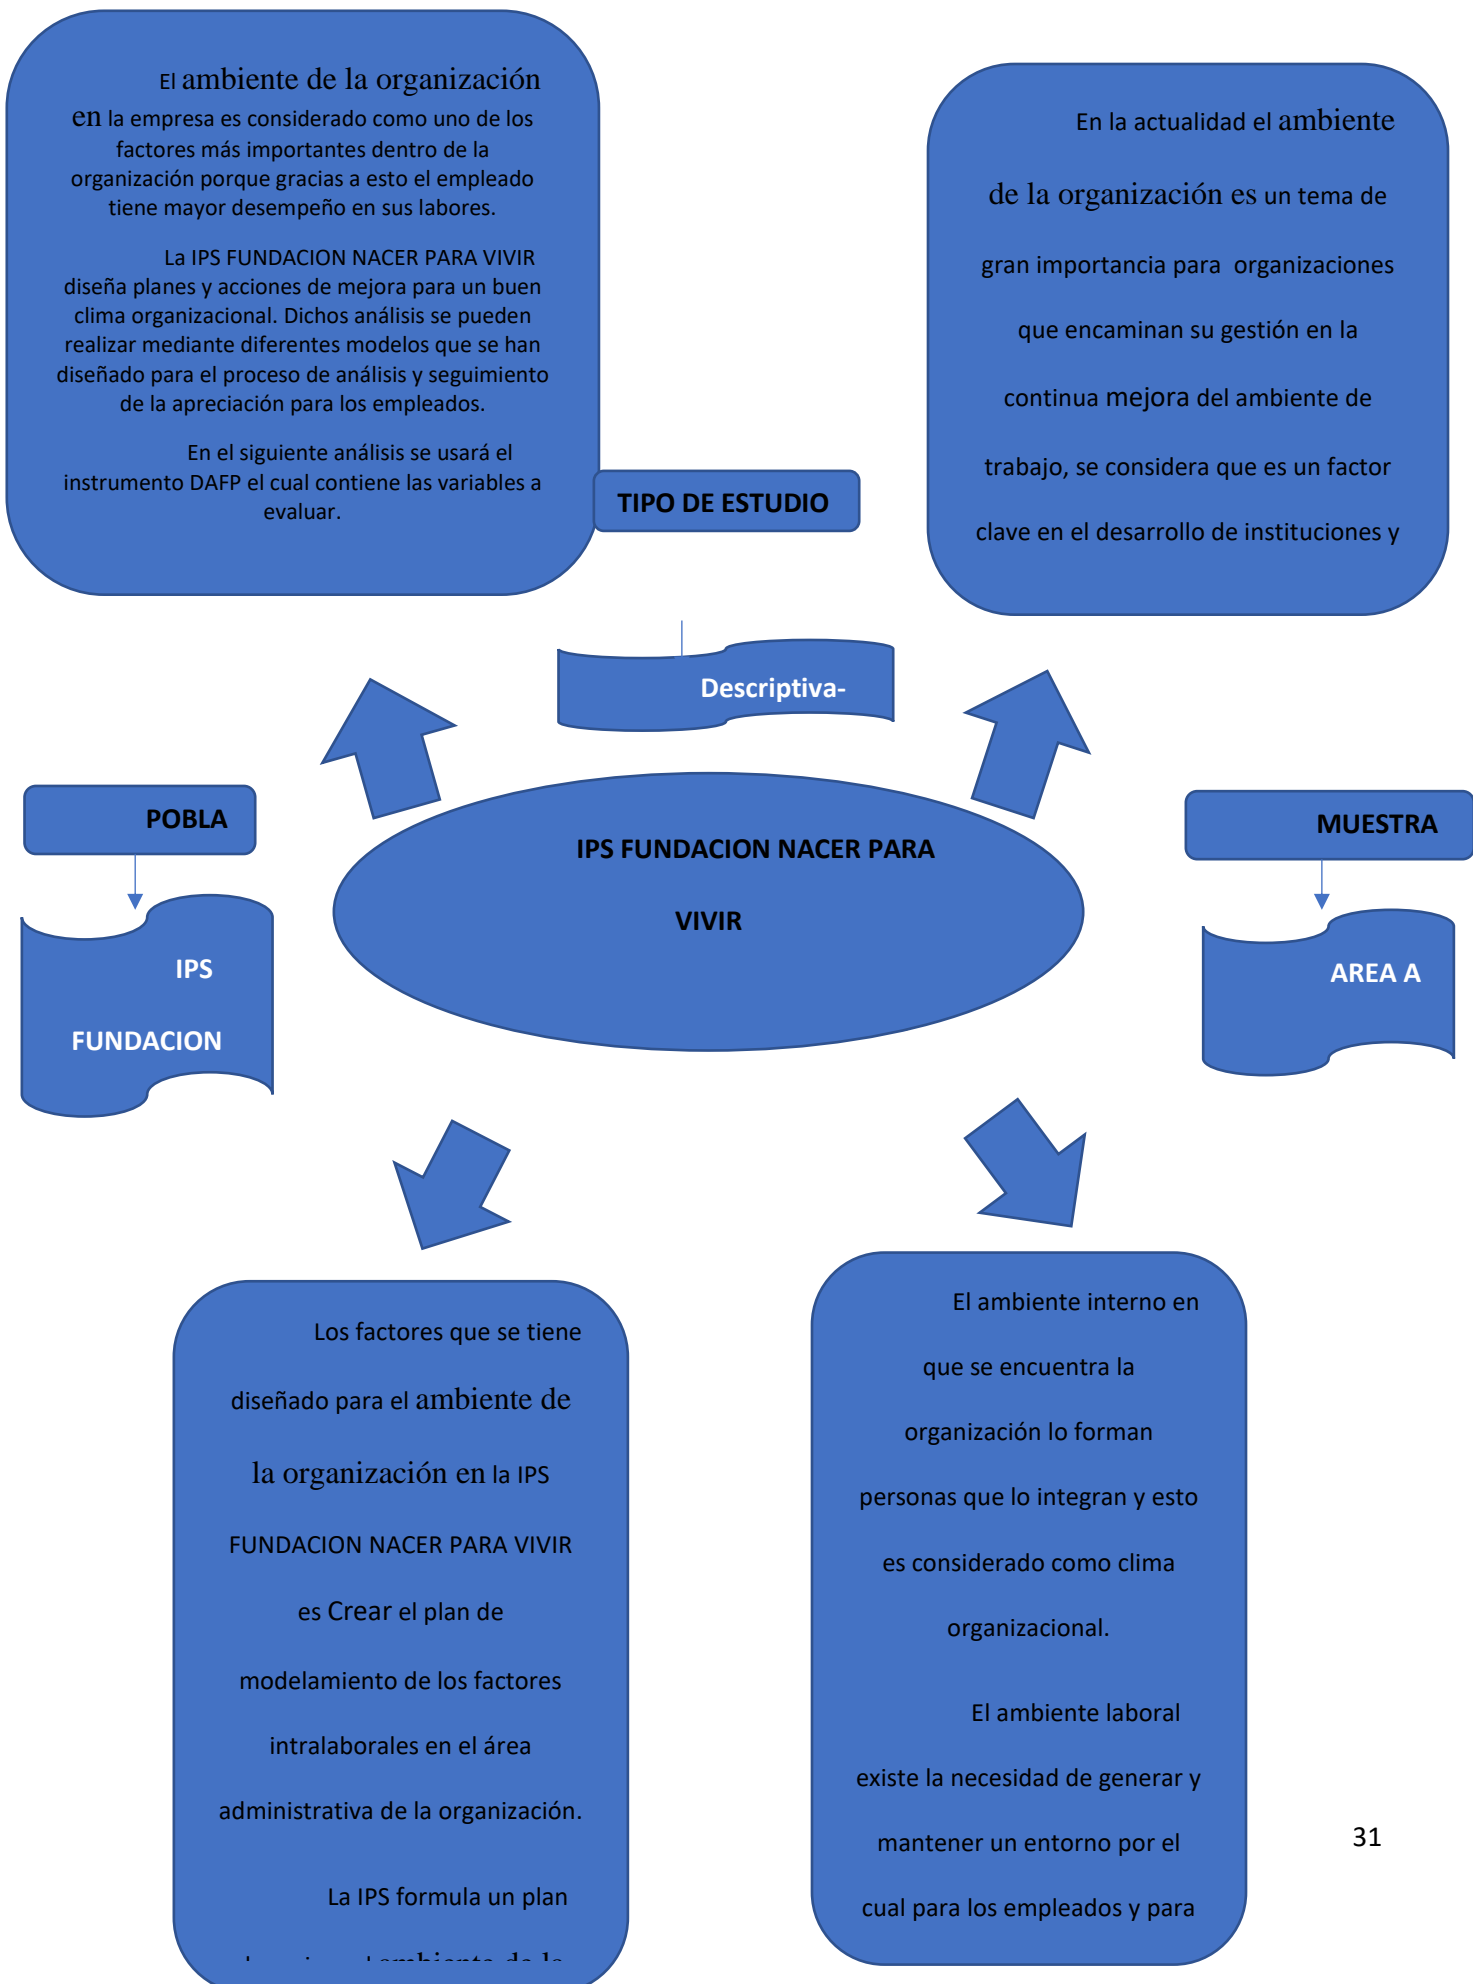 El ambiente de la organización
en la empresa es considerado como uno de los
factores más importantes dentro de la
organización porque gracias a esto el empleado
tiene mayor desempeño en sus labores.
La IPS FUNDACION NACER PARA VIVIR
diseña planes y acciones de mejora para un buen
clima organizacional. Dichos análisis se pueden
realizar mediante diferentes modelos que se han
diseñado para el proceso de análisis y seguimiento
de la apreciación para los empleados.
En el siguiente análisis se usará el
instrumento DAFP el cual contiene las variables a
evaluar.
TIPO DE ESTUDIO
En la actualidad el ambiente
de la organización es un tema de
gran importancia para organizaciones
que encaminan su gestión en la
continua mejora del ambiente de
trabajo, se considera que es un factor
clave en el desarrollo de instituciones y
Descriptiva-
POBLA
IPS FUNDACION NACER PARA
VIVIR
MUESTRA
IPS
FUNDACION
AREA A
Los factores que se tiene
diseñado para el ambiente de
la organización en la IPS
FUNDACION NACER PARA VIVIR
es Crear el plan de
modelamiento de los factores
intralaborales en el área
administrativa de la organización.
La IPS formula un plan
ambiente de la
El ambiente interno en
que se encuentra la
organización lo forman
personas que lo integran y esto
es considerado como clima
organizacional.
El ambiente laboral
existe la necesidad de generar y
mantener un entorno por el
cual para los empleados y para
31